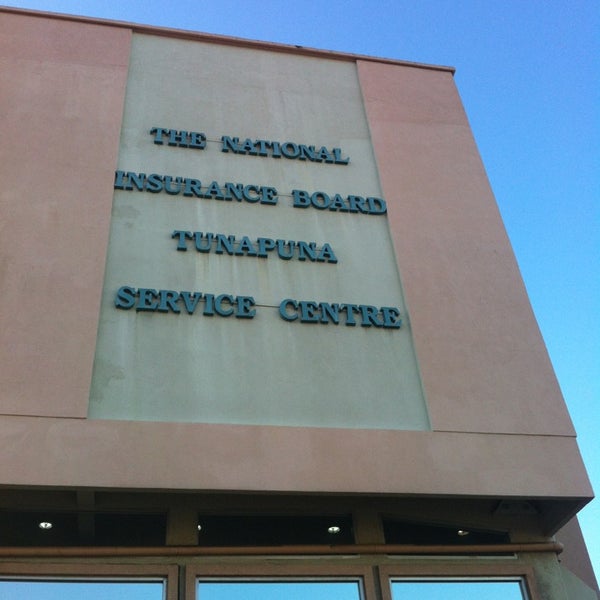 THE NATIONAL
INSURANCE BOARD
TUNAPUNA
SERVICE CENTRE